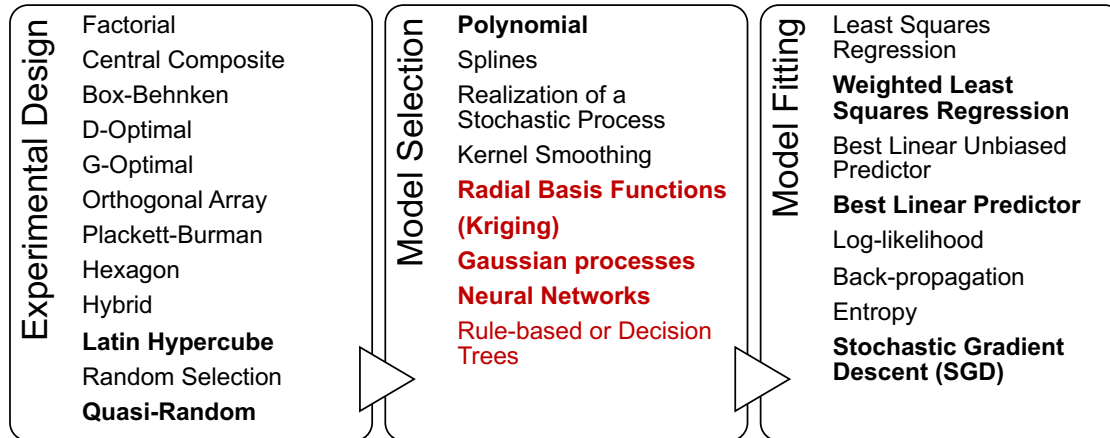 Experimental Design
Factorial
Central Composite
Box-Behnken
D-Optimal
G-Optimal
Orthogonal Array
Plackett-Burman
Hexagon
Hybrid
Latin Hypercube
Random Selection
Quasi-Random
Model Selection
Polynomial
Splines
Realization of a
Stochastic Process
Kernel Smoothing
Radial Basis Functions
(Kriging)
Gaussian processes
Neural Networks
Rule-based or Decision
Trees
Model Fitting
Least Squares
Regression
Weighted Least
Squares Regression
Best Linear Unbiased
Predictor
Best Linear Predictor
Log-likelihood
Back-propagation
Entropy
Stochastic Gradient
Descent (SGD)